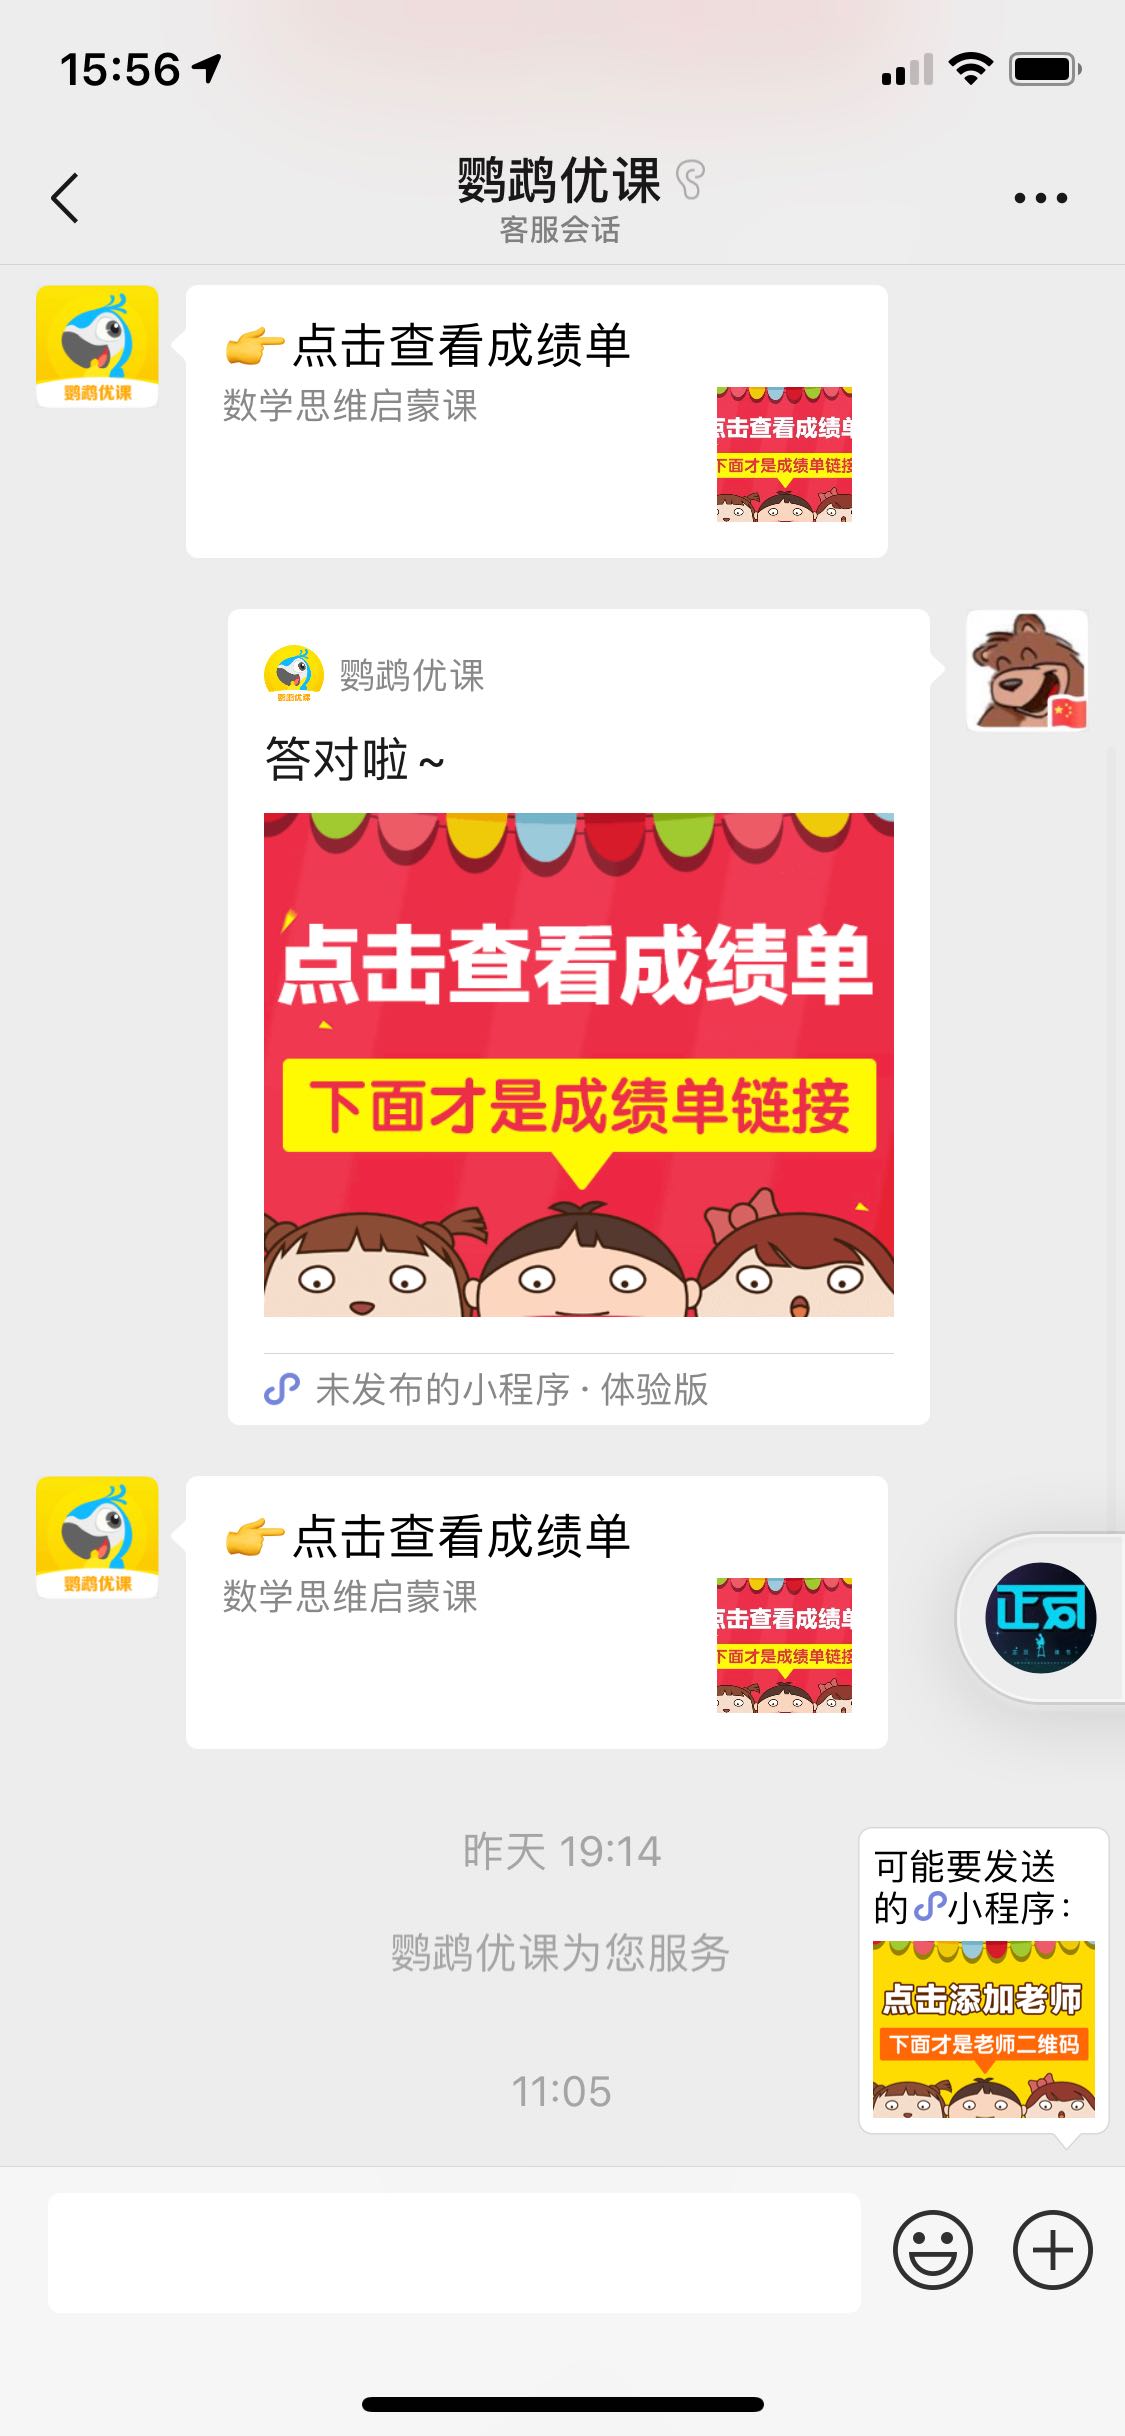 15:56
鹦鹉优课
客服会话
👉点击查看成绩单
数学思维启蒙课
点击查看成绩单
下面才是成绩单链接
鹦鹉优课
鹦鹉优课
鹦鹉优课
答对啦~
点击查看成绩单
下面才是成绩单链接
未发布的小程序·体验版
👉点击查看成绩单
数学思维启蒙课
点击查看成绩单
下面才是成绩单链接
鹦鹉优课
昨天 19:14
鹦鹉优课为您服务
可能要发送
的小程序:
点击添加老师
下面才是老师二维码
11:05